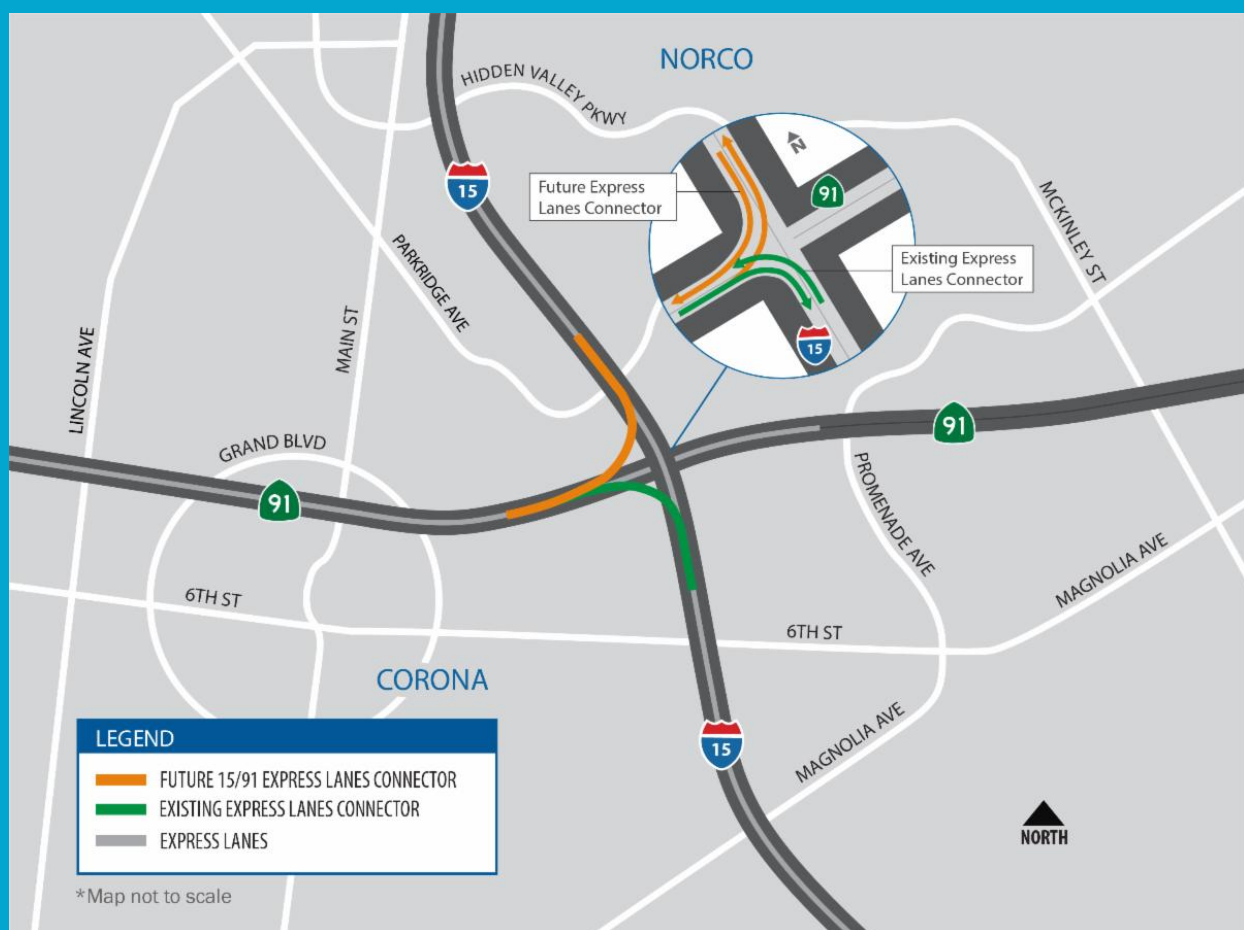 NORCO
HIDDEN VALLEY PKWY
15
N
91
Future Express
Lanes Connector
MCKINLEY ST
PARKRIDGE AVE
Existing Express
Lanes Connector
15
MAIN ST
LINCOLN AVE
91
GRAND BLVD
91
PROMENADE AVE
MAGNOLIA AVE
6TH ST
6TH ST
CORONA
MAGNOLIA AVE
15
LEGEND
FUTURE 15/91 EXPRESS LANES CONNECTOR
EXISTING EXPRESS LANES CONNECTOR
EXPRESS LANES
NORTH
*Map not to scale